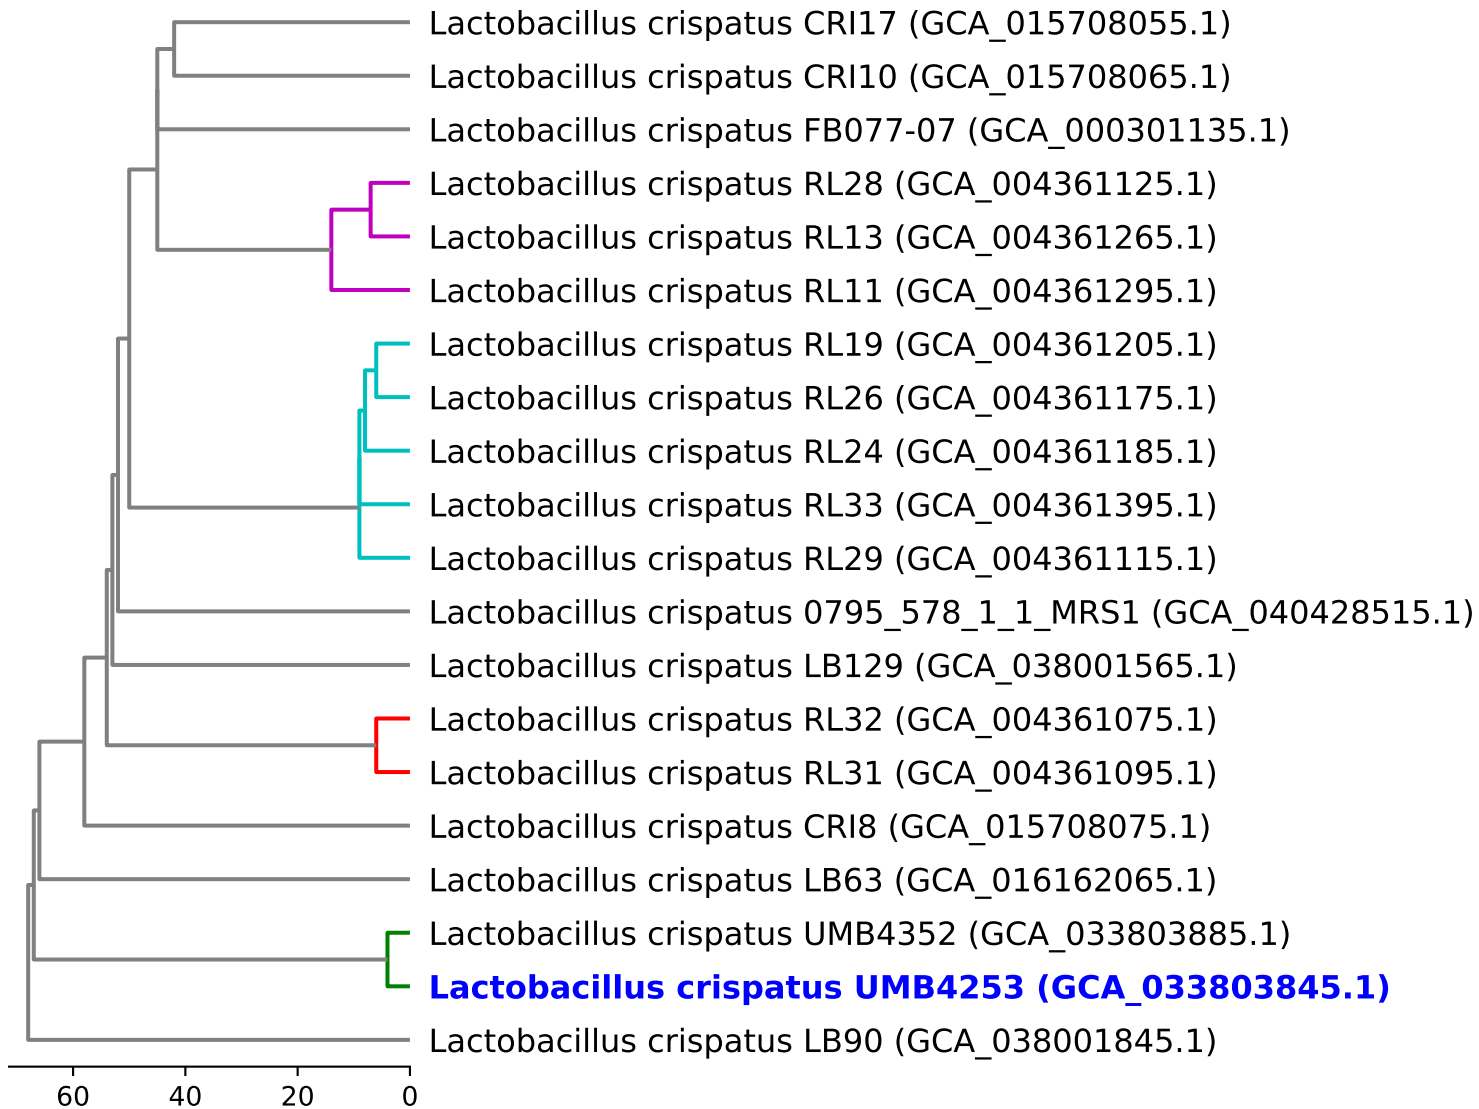 Lactobacillus crispatus CRI17 (GCA_015708055.1)
Lactobacillus crispatus CRI10 (GCA_015708065.1)
Lactobacillus crispatus FB077-07 (GCA_000301135.1)
Lactobacillus crispatus RL28 (GCA_004361125.1)
Lactobacillus crispatus RL13 (GCA_004361265.1)
Lactobacillus crispatus RL11 (GCA_004361295.1)
Lactobacillus crispatus RL19 (GCA_004361205.1)
Lactobacillus crispatus RL26 (GCA_004361175.1)
Lactobacillus crispatus RL24 (GCA_004361185.1)
Lactobacillus crispatus RL33 (GCA_004361395.1)
Lactobacillus crispatus RL29 (GCA_004361115.1)
Lactobacillus crispatus 0795_578_1_1_MRS1 (GCA_040428515.1)
Lactobacillus crispatus LB129 (GCA_038001565.1)
Lactobacillus crispatus RL32 (GCA_004361075.1)
Lactobacillus crispatus RL31 (GCA_004361095.1)
Lactobacillus crispatus CRI8 (GCA_015708075.1)
Lactobacillus crispatus LB63 (GCA_016162065.1)
Lactobacillus crispatus UMB4352 (GCA_033803885.1)
Lactobacillus crispatus UMB4253 (GCA_033803845.1)
Lactobacillus crispatus LB90 (GCA_038001845.1)
60 40 20 0